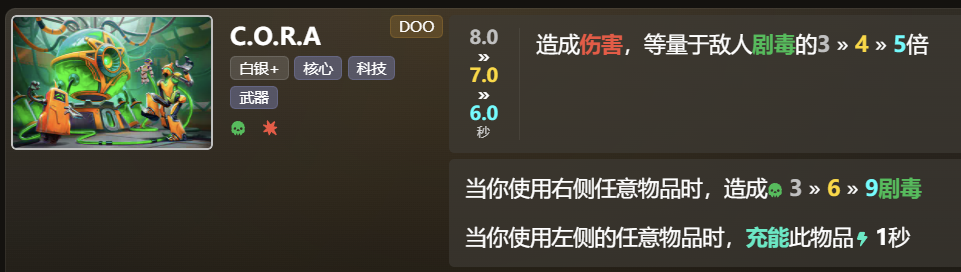 C.O.R.A
DOO
白银+
核心
科技
武器
8.0
»
7.0
»
6.0
秒
造成伤害，等量于敌人剧毒的3 » 4 » 5倍
当你使用右侧任意物品时，造成 3 » 6 » 9剧毒
当你使用左侧的任意物品时，充能此物品 1秒